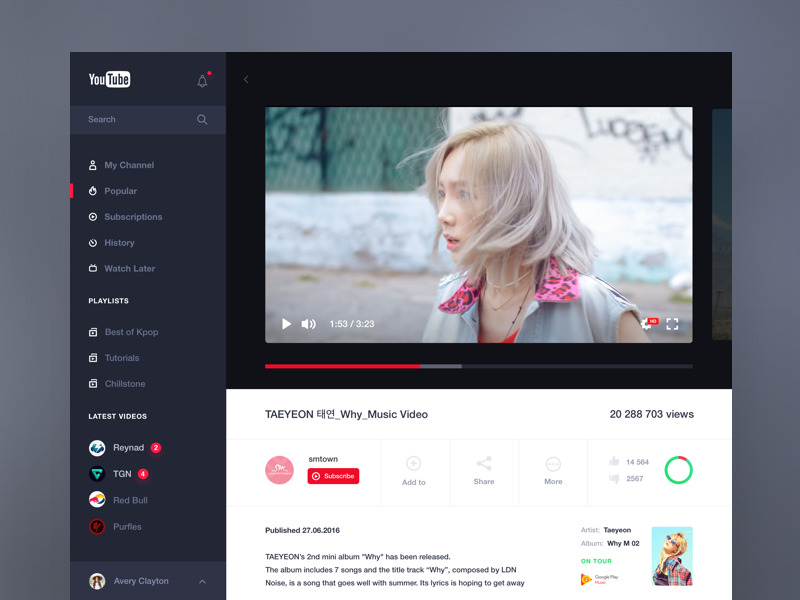 YouTube
Search
My Channel
Popular
Subscriptions
History
Watch Later
PLAYLISTS
Best of Kpop
Tutorials
Chillstone
LATEST VIDEOS
Reynad 2
TGN 4
Red Bull
Purfles
Avery Clayton
1:53 / 3:23
HD
TAEYEON 태연_Why_Music Video
20 288 703 views
smtown
Subscribe
Add to
Share
More
14 564
2567
Published 27.06.2016
TAEYEON's 2nd mini album "Why" has been released.
The album includes 7 songs and the title track “Why”, composed by LDN
Noise, is a song that goes well with summer. Its lyrics is hoping to get away
Artist: Taeyeon
Album: Why M 02
ON TOUR
Google Play
Music